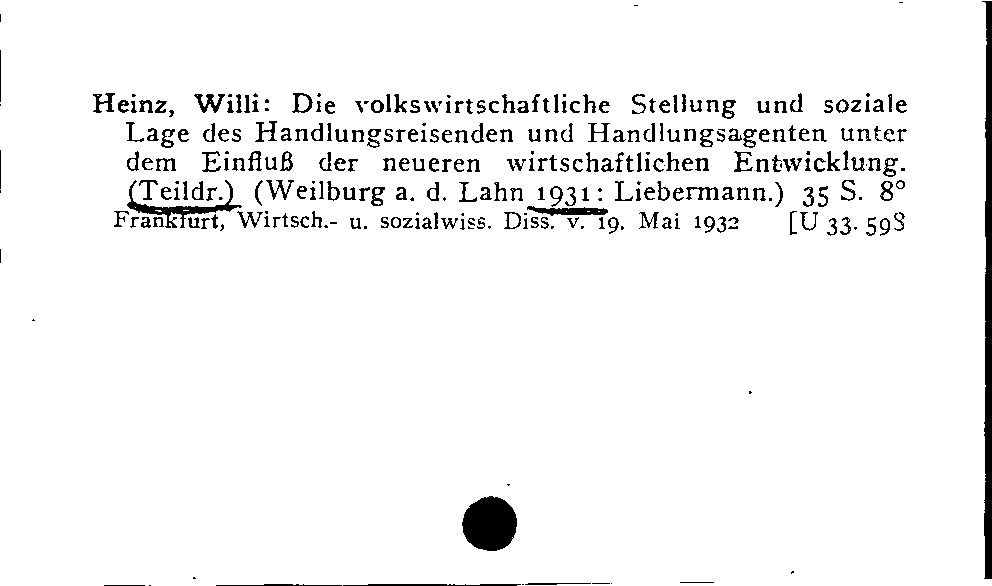 Heinz, Willi: Die volkswirtschaftliche Stellung und soziale
Lage des Handlungsreisenden und Handlungsagenten unter
dem Einfluß der neueren wirtschaftlichen Entwicklung.
(Teildr.) (Weilburg a. d. Lahn 1931: Liebermann.) 35 S. 8°
Frankfurt, Wirtsch.- u. sozialwiss. Diss. v. 19. Mai 1932 [U 33.